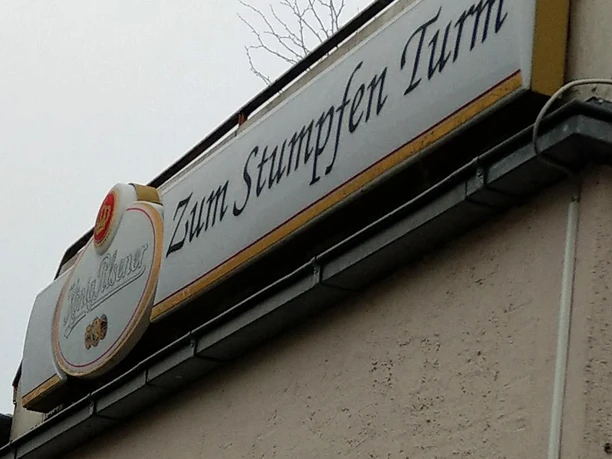 Zum Stumpfen Turm
König Pilsener